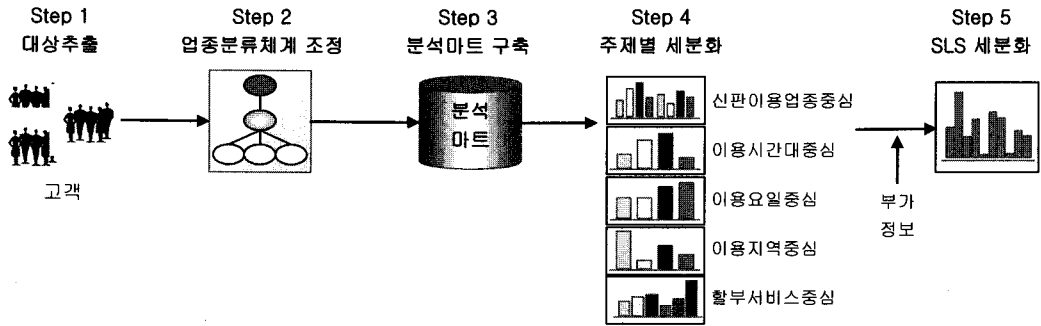 Step 1
대상추출
Step 2
업종분류체계 조정
Step 3
분석마트 구축
Step 4
주제별 세분화
Step 5
SLS 세분화
고객
분석
마트
신판이용업종중심
이용시간대중심
이용요일중심
이용지역중심
할부서비스중심
부가
정보